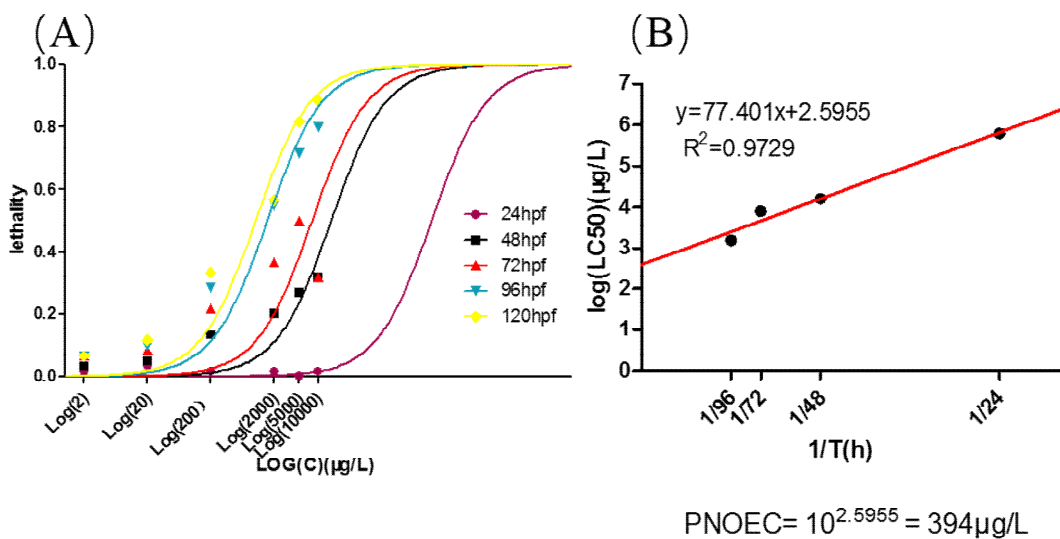 (A)
(B)
1.0
0.8
0.6
0.4
0.2
0.0
lethality
Log(2)
Log(20)
Log(200)
Log(2000)
Log(5000)
Log(10000)
LOG(C)(µg/L)
24hpf
48hpf
72hpf
96hpf
120hpf
7
6
5
4
3
2
1
0
log(LC50)(µg/L)
y=77.401x+2.5955
R²=0.9729
1/96
1/72
1/48
1/24
1/T(h)
PNOEC= 10^2.5955 = 394µg/L